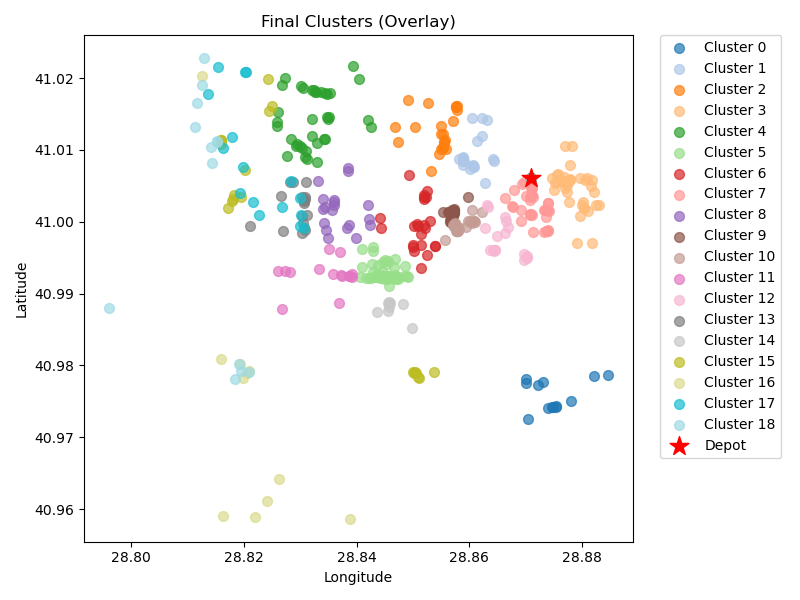 Final Clusters (Overlay)
41.02
41.01
41.00
40.99
40.98
40.97
40.96
Latitude
28.80
28.82
28.84
28.86
28.88
Longitude
Cluster 0
Cluster 1
Cluster 2
Cluster 3
Cluster 4
Cluster 5
Cluster 6
Cluster 7
Cluster 8
Cluster 9
Cluster 10
Cluster 11
Cluster 12
Cluster 13
Cluster 14
Cluster 15
Cluster 16
Cluster 17
Cluster 18
Depot